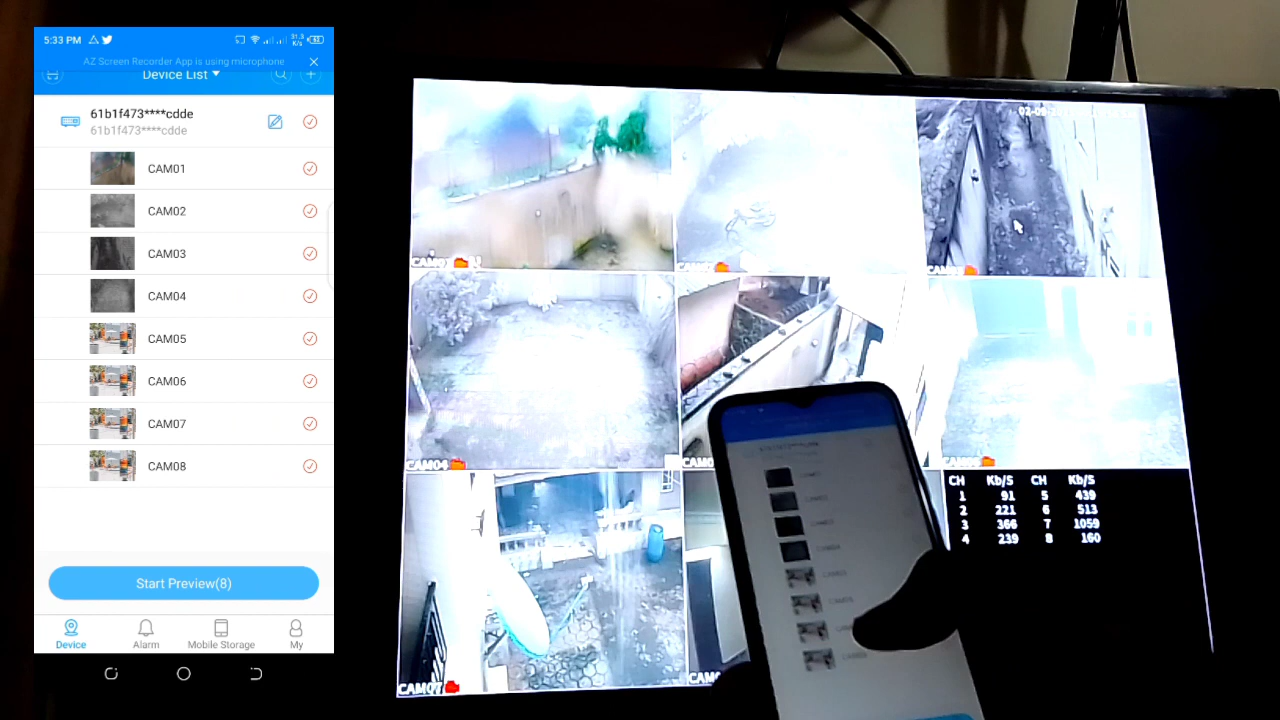 5:33 PM
31.3 K/s
AZ Screen Recorder App is using microphone
Device List
61b1f473****cdde
61b1f473****cdde
CAM01
CAM02
CAM03
CAM04
CAM05
CAM06
CAM07
CAM08
Start Preview(8)
Device Alarm Mobile Storage My
CAM04
CAM07
CH Kb/S CH Kb/S
1 91 5 439
2 221 6 513
3 366 7 1059
4 239 8 160